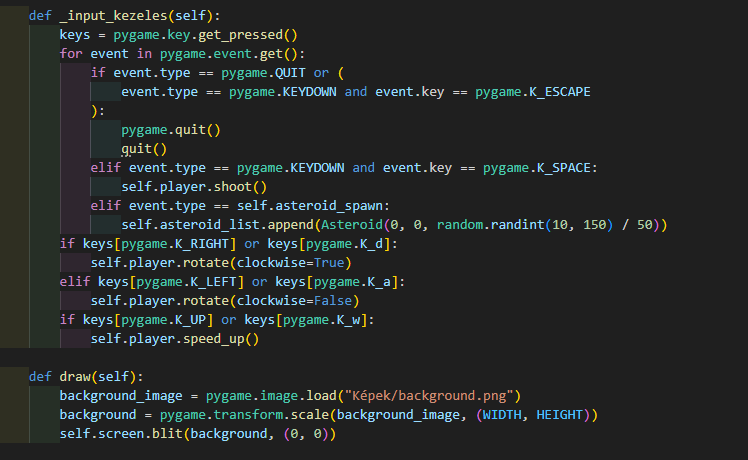 def _input_kezeles(self):
    keys = pygame.key.get_pressed()
    for event in pygame.event.get():
        if event.type == pygame.QUIT or (
            event.type == pygame.KEYDOWN and event.key == pygame.K_ESCAPE
        ):
            pygame.quit()
            quit()
        elif event.type == pygame.KEYDOWN and event.key == pygame.K_SPACE:
            self.player.shoot()
        elif event.type == self.asteroid_spawn:
            self.asteroid_list.append(Asteroid(0, 0, random.randint(10, 150) / 50))
    if keys[pygame.K_RIGHT] or keys[pygame.K_d]:
        self.player.rotate(clockwise=True)
    elif keys[pygame.K_LEFT] or keys[pygame.K_a]:
        self.player.rotate(clockwise=False)
    if keys[pygame.K_UP] or keys[pygame.K_w]:
        self.player.speed_up()

def draw(self):
    background_image = pygame.image.load("Képek/background.png")
    background = pygame.transform.scale(background_image, (WIDTH, HEIGHT))
    self.screen.blit(background, (0, 0))